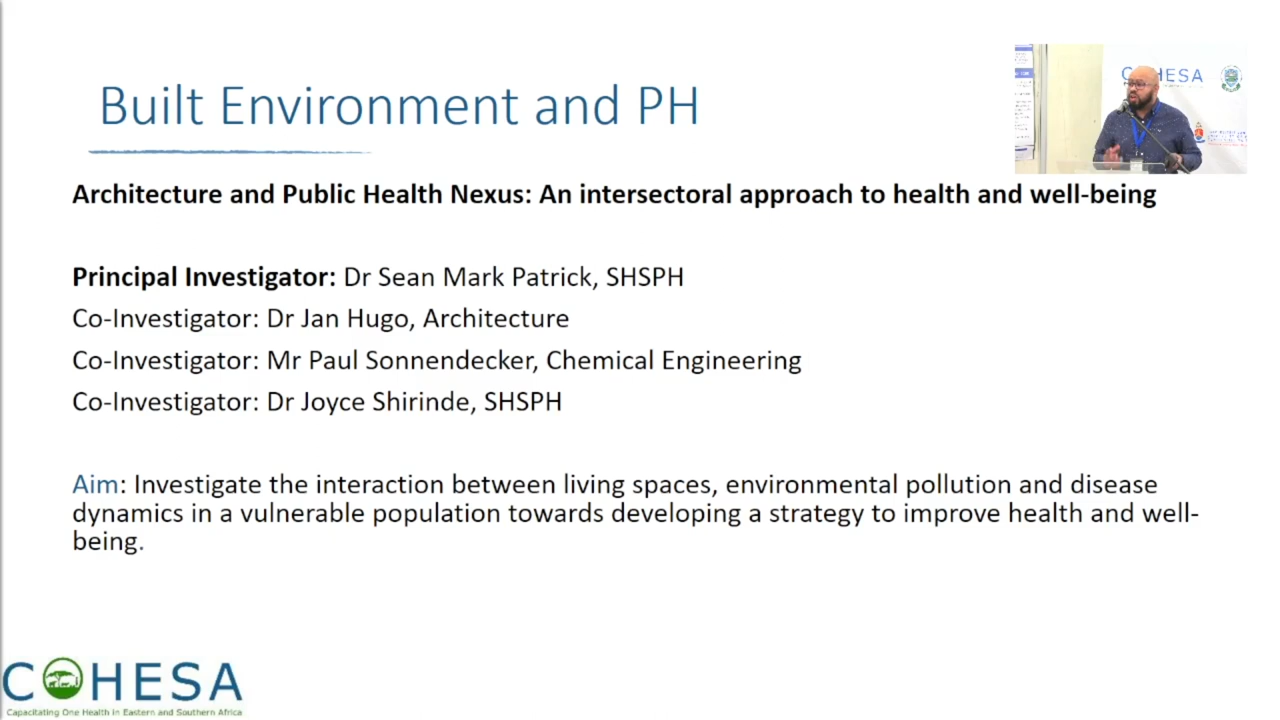 Built Environment and PH
COHESA
Architecture and Public Health Nexus: An intersectoral approach to health and well-being
Principal Investigator: Dr Sean Mark Patrick, SHSPH
Co-Investigator: Dr Jan Hugo, Architecture
Co-Investigator: Mr Paul Sonnendecker, Chemical Engineering
Co-Investigator: Dr Joyce Shirinde, SHSPH
Aim: Investigate the interaction between living spaces, environmental pollution and disease
dynamics in a vulnerable population towards developing a strategy to improve health and well-
being.
COHESA
Capacitating One Health in Eastern and Southern Africa